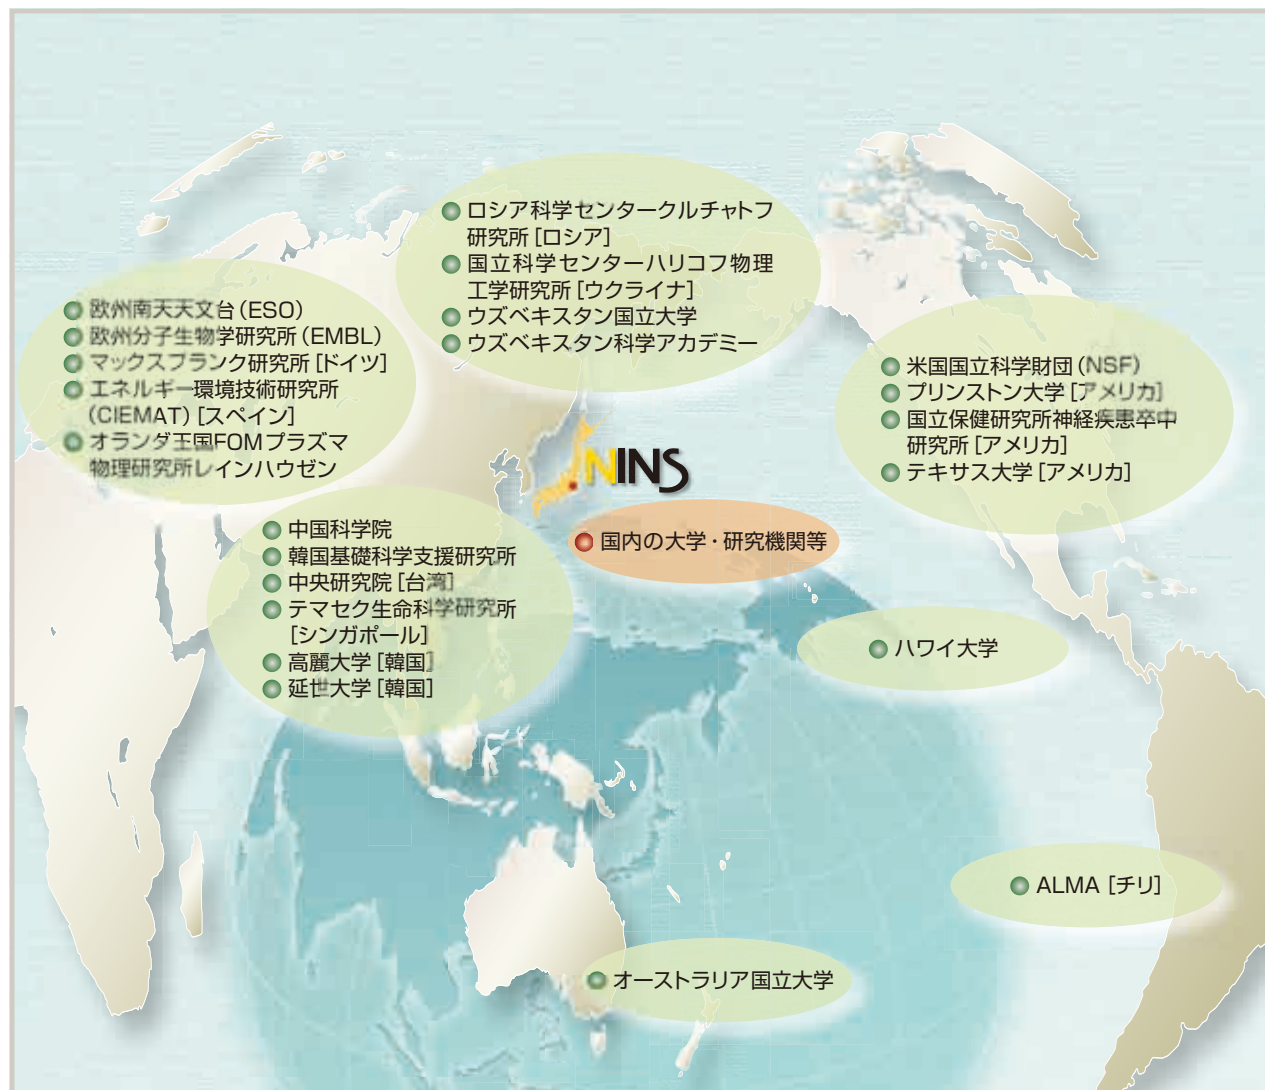 ロシア科学センタークルチャトフ
研究所［ロシア］
国立科学センターハリコフ物理
工学研究所［ウクライナ］
ウズベキスタン国立大学
ウズベキスタン科学アカデミー
欧州南天天文台（ESO）
欧州分子生物学研究所（EMBL）
マックスプランク研究所［ドイツ］
エネルギー環境技術研究所
（CIEMAT）［スペイン］
オランダ王国FOMプラズマ
物理研究所レインハウゼン
米国国立科学財団（NSF）
プリンストン大学［アメリカ］
国立保健研究所神経疾患卒中
研究所［アメリカ］
テキサス大学［アメリカ］
NINS
国内の大学・研究機関等
中国科学院
韓国基礎科学支援研究所
中央研究院［台湾］
テマセク生命科学研究所
［シンガポール］
高麗大学［韓国］
延世大学［韓国］
ハワイ大学
ALMA［チリ］
オーストラリア国立大学